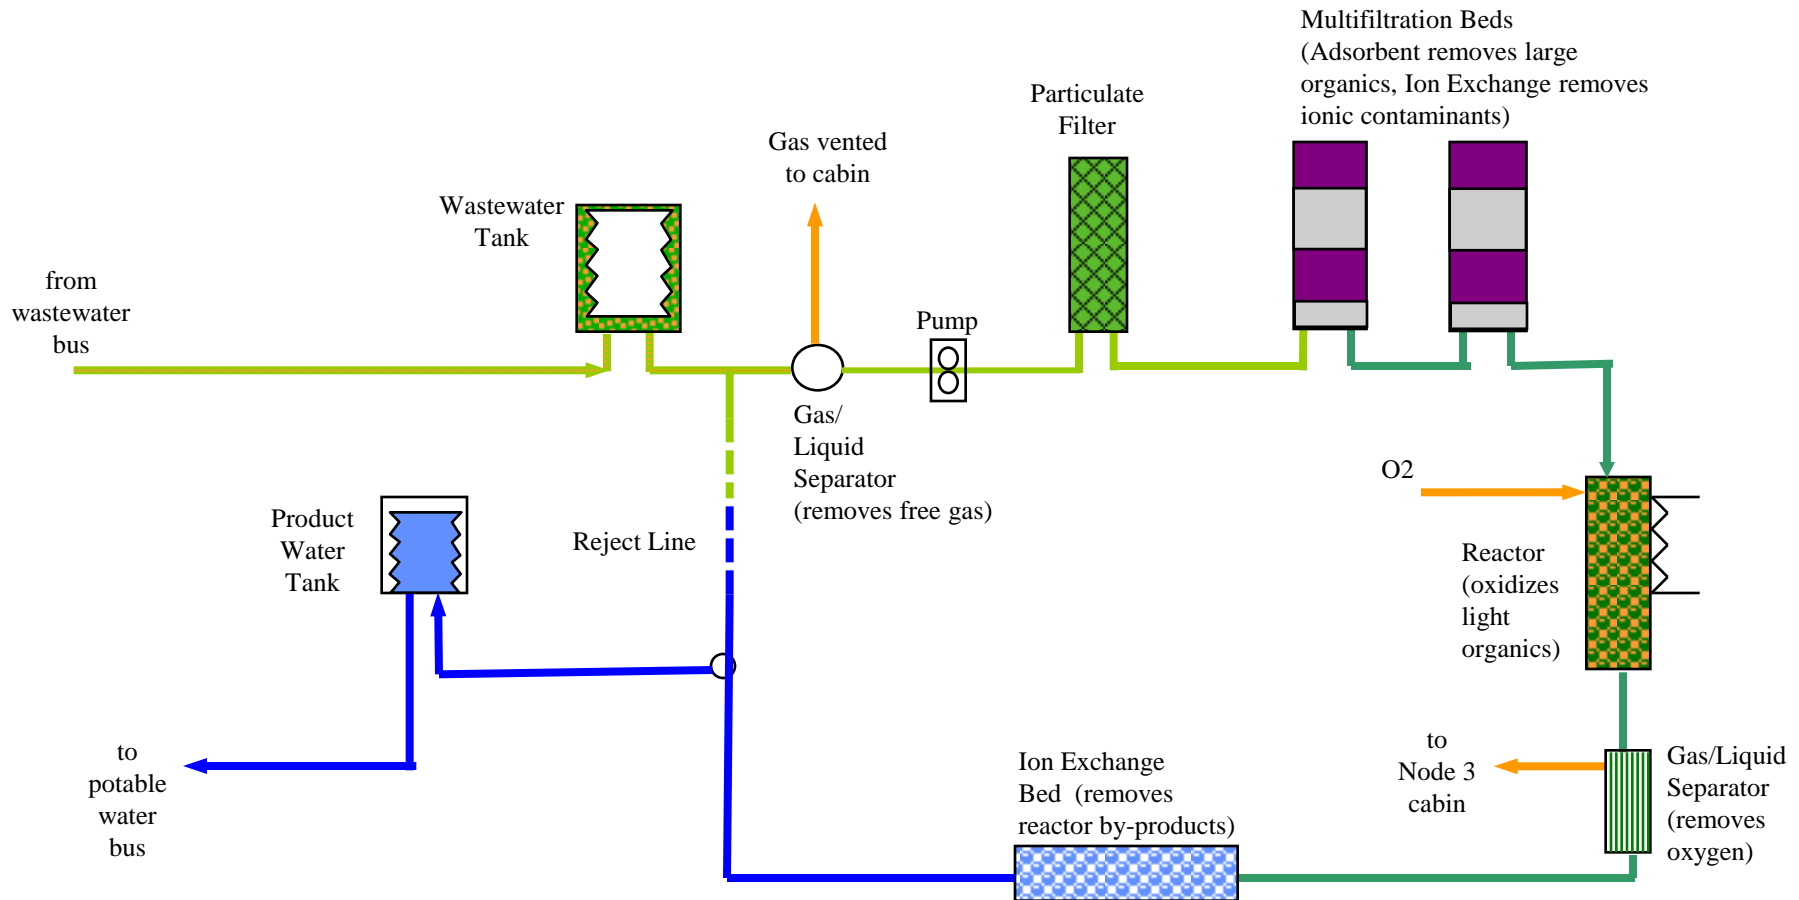 Multifiltration Beds
(Adsorbent removes large
organics, Ion Exchange removes
ionic contaminants)
Particulate
Filter
Gas vented
to cabin
Wastewater
Tank
from
wastewater
bus
Pump
Gas/
Liquid
Separator
(removes free gas)
O2
Product
Water
Tank
Reject Line
Reactor
(oxidizes
light
organics)
to
potable
water
bus
Ion Exchange
Bed (removes
reactor by-products)
to
Node 3
cabin
Gas/Liquid
Separator
(removes
oxygen)